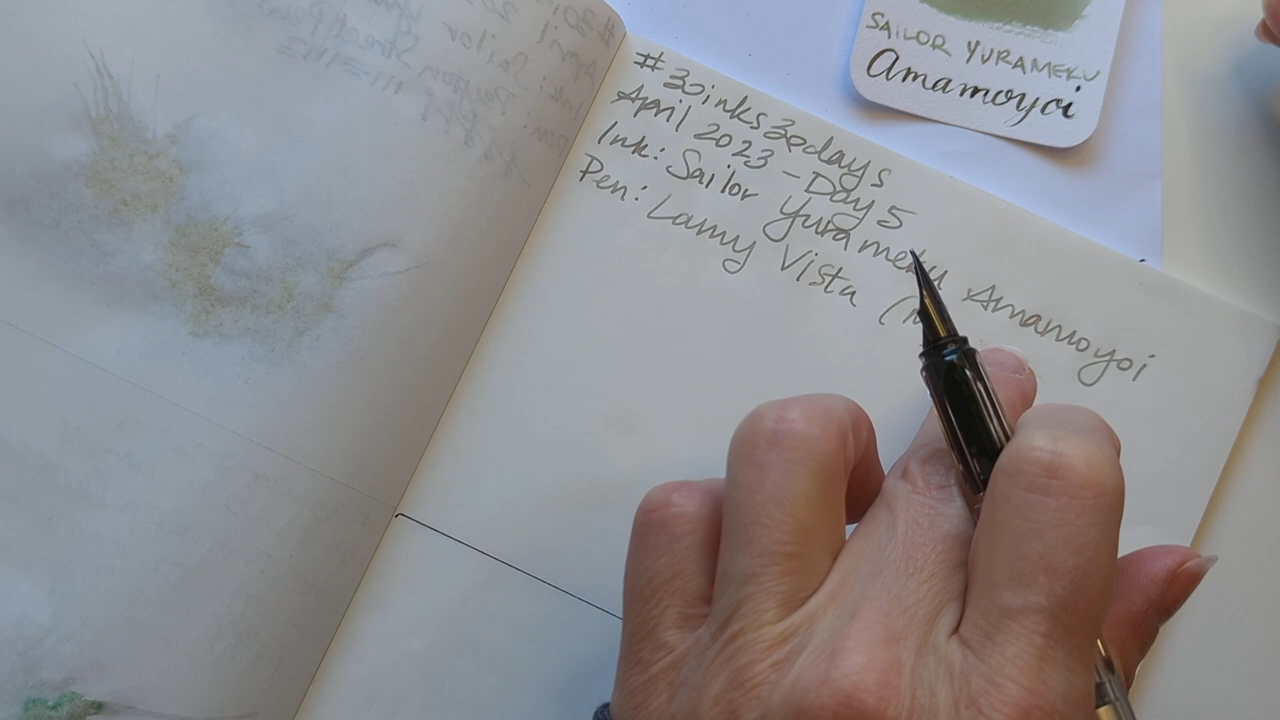 SAILOR YURAMEKU
Amamoyoi
#30inks30days
April 2023 - Day 5
Ink: Sailor Yurameku Amamoyoi
Pen: Lamy Vista (